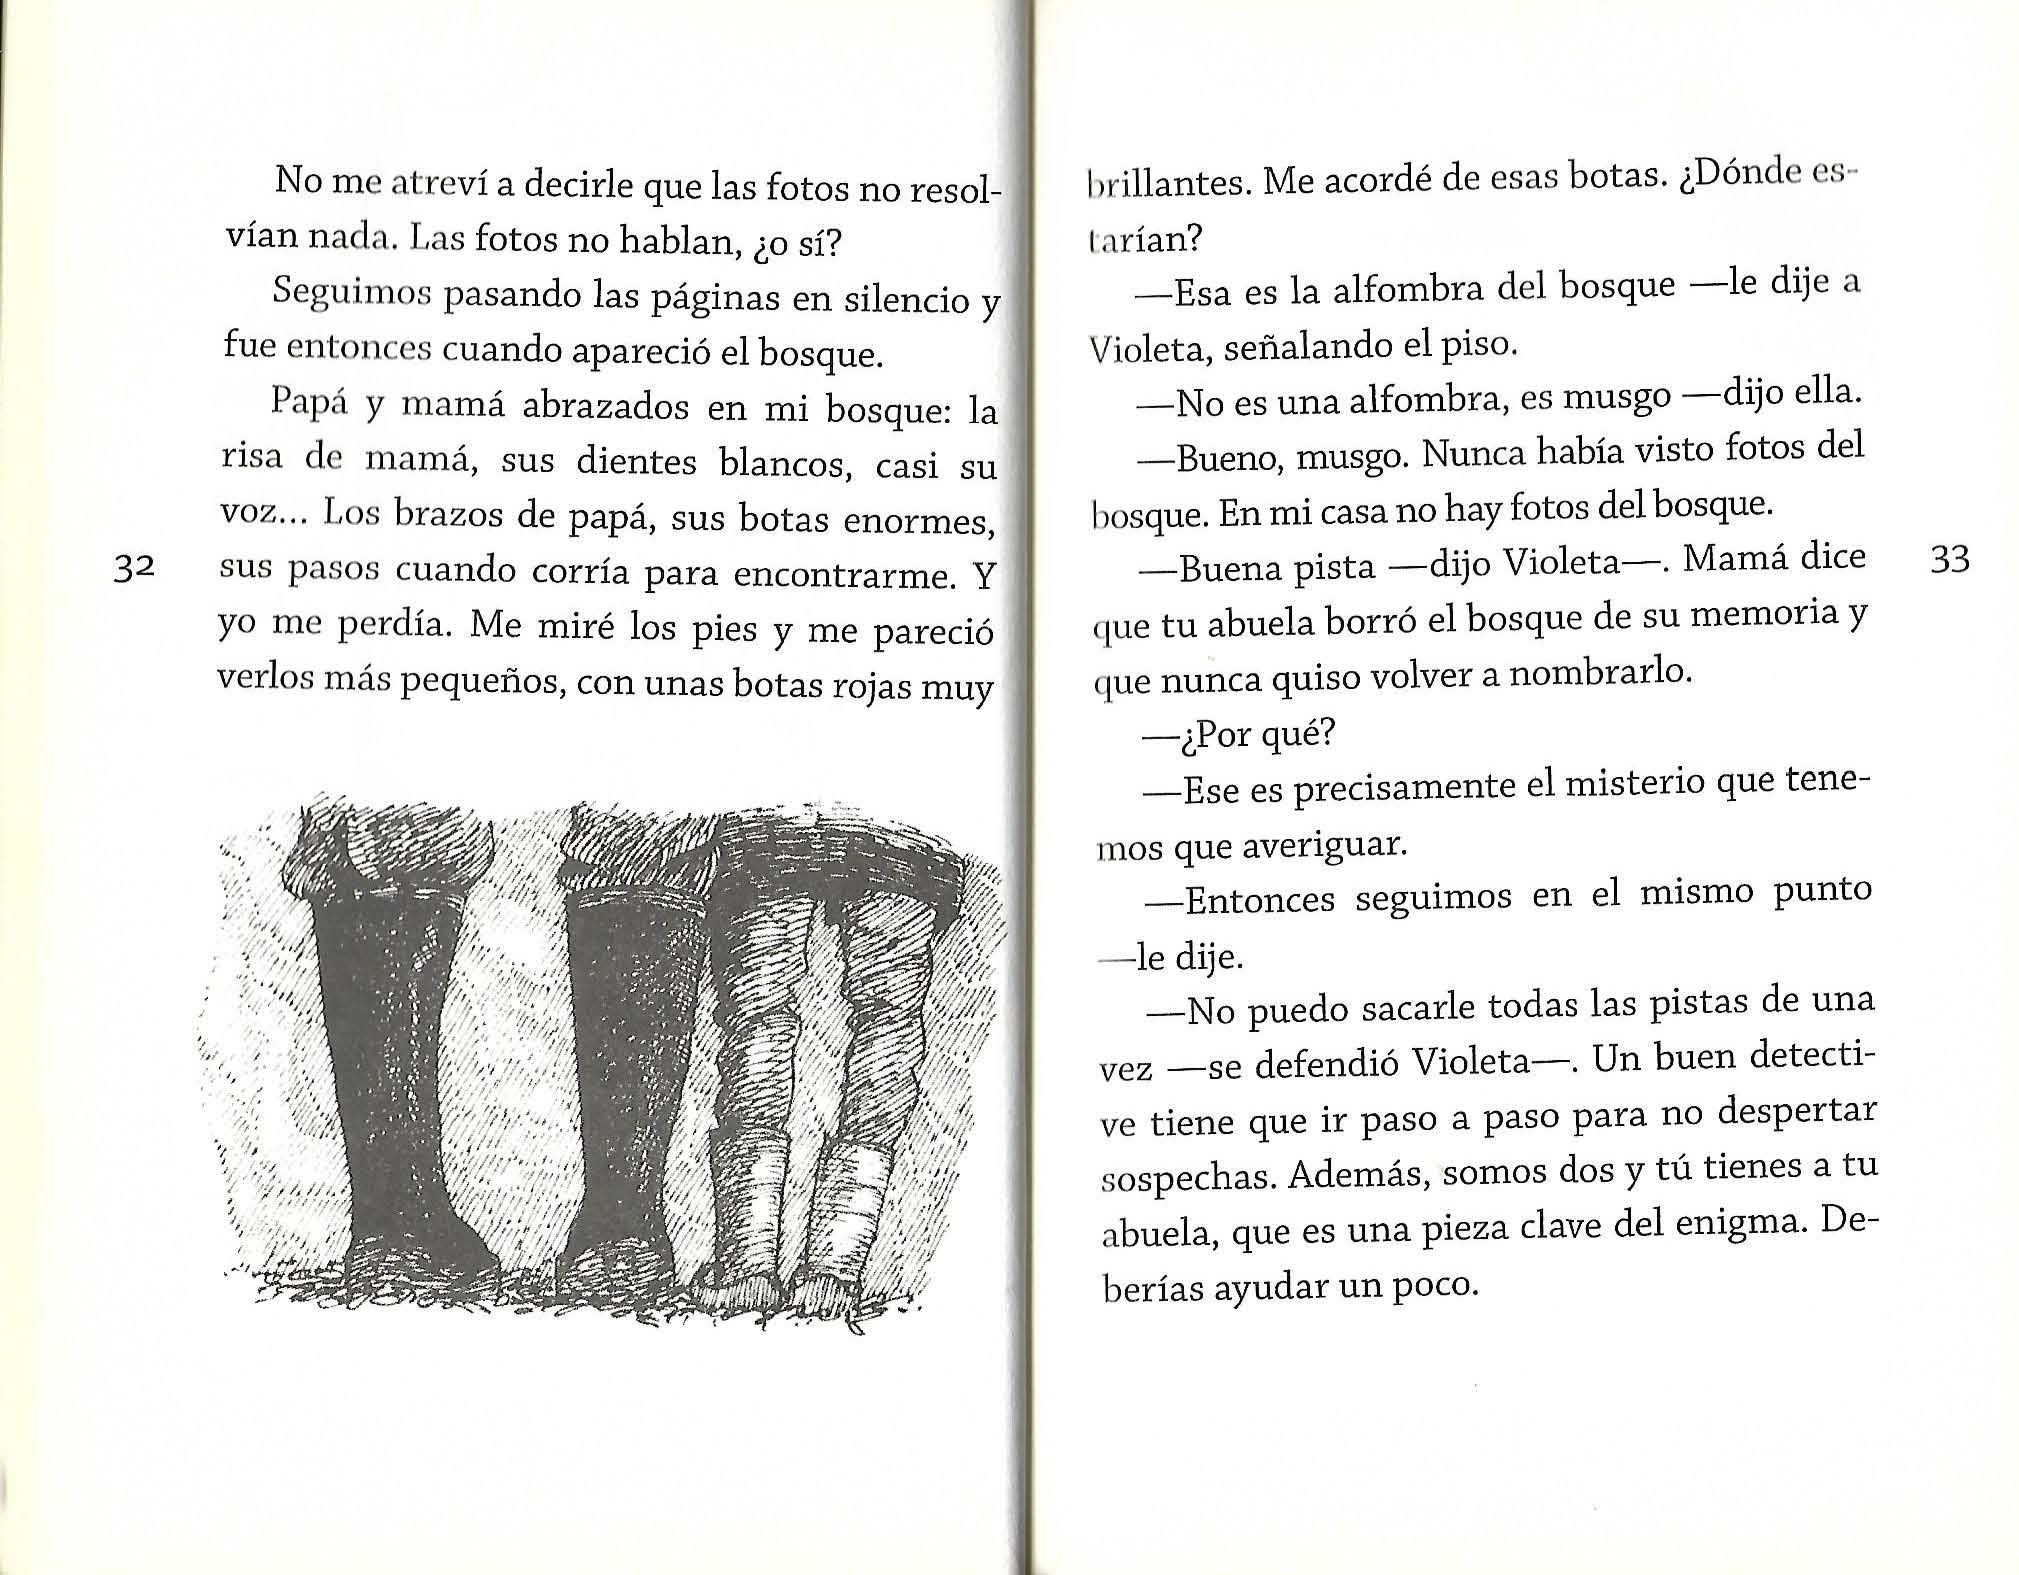 No me atreví a decirle que las fotos no resol-
vían nada. Las fotos no hablan, ¿o sí?
Seguimos pasando las páginas en silencio y
fue entonces cuando apareció el bosque.
Papá y mamá abrazados en mi bosque: la
risa de mamá, sus dientes blancos, casi su
voz... Los brazos de papá, sus botas enormes,
sus pasos cuando corría para encontrarme. Y
yo me perdía. Me miré los pies y me pareció
verlos más pequeños, con unas botas rojas muy
32
brillantes. Me acordé de esas botas. ¿Dónde es-
tarían?
—Esa es la alfombra del bosque —le dije a
Violeta, señalando el piso.
—No es una alfombra, es musgo —dijo ella.
—Bueno, musgo. Nunca había visto fotos del
bosque. En mi casa no hay fotos del bosque.
—Buena pista —dijo Violeta—. Mamá dice
que tu abuela borró el bosque de su memoria y
que nunca quiso volver a nombrarlo.
—¿Por qué?
—Ese es precisamente el misterio que tene-
mos que averiguar.
—Entonces seguimos en el mismo punto
—le dije.
—No puedo sacarle todas las pistas de una
vez —se defendió Violeta—. Un buen detecti-
ve tiene que ir paso a paso para no despertar
sospechas. Además, somos dos y tú tienes a tu
abuela, que es una pieza clave del enigma. De-
berías ayudar un poco.
33